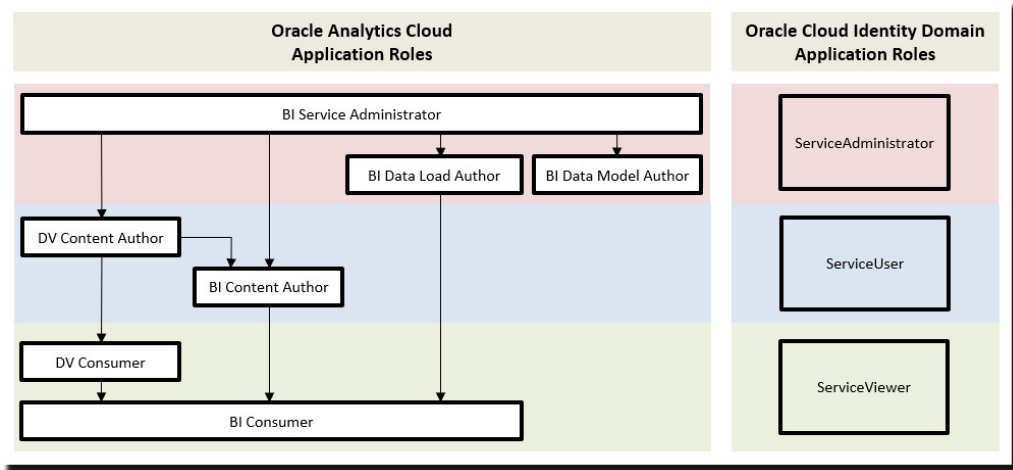 Oracle Analytics Cloud
Application Roles
Oracle Cloud Identity Domain
Application Roles
BI Service Administrator
ServiceAdministrator
BI Data Load Author
BI Data Model Author
DV Content Author
ServiceUser
BI Content Author
DV Consumer
ServiceViewer
BI Consumer